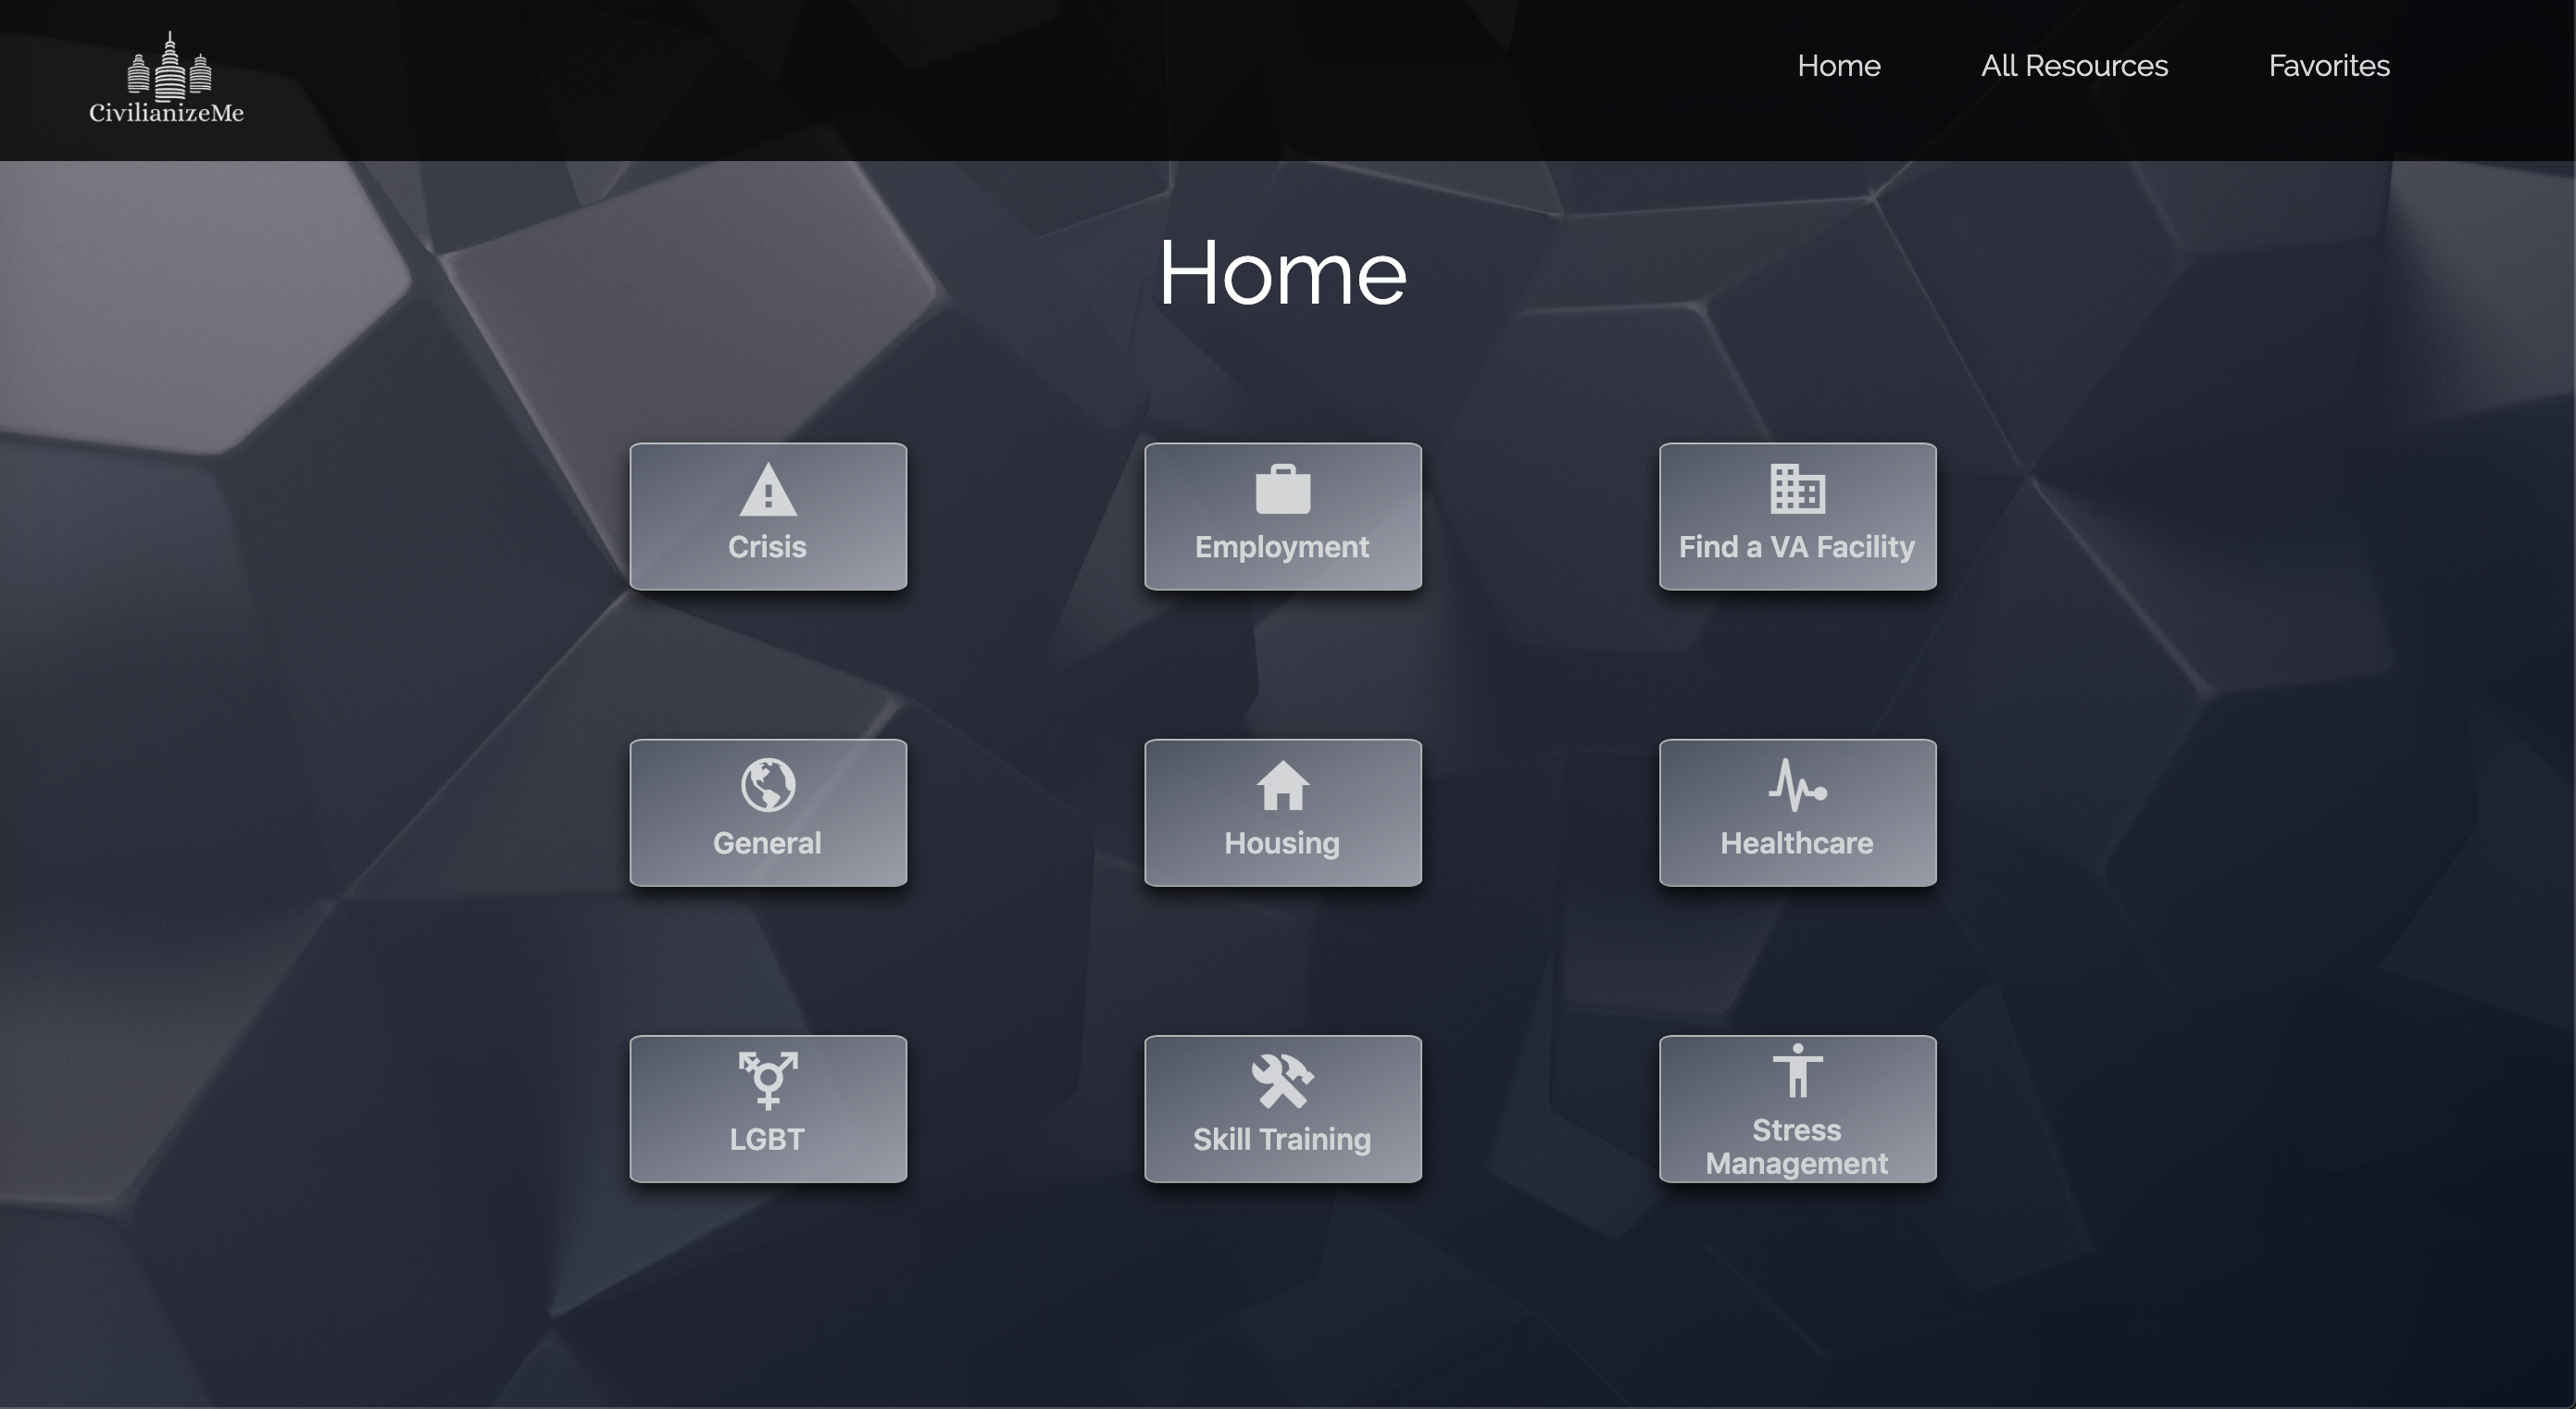 CivilianizeMe
Home
All Resources
Favorites
Home
Crisis
Employment
Find a VA Facility
General
Housing
Healthcare
LGBT
Skill Training
Stress
Management